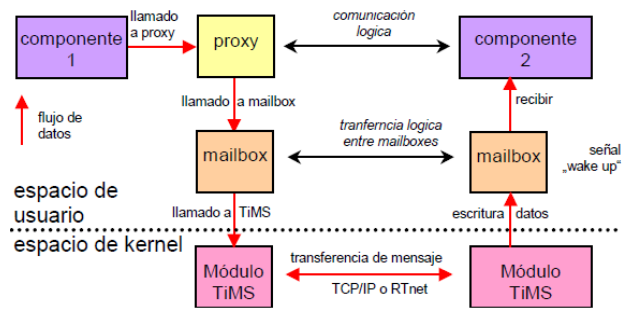 llamado
a proxy
componente
1
proxy
comunicación
logica
componente
2
flujo de
datos
llamado a mailbox
recibir
mailbox
tranferncia logica
entre mailboxes
mailbox
señal
„wake up“
espacio de
usuario
llamado a TiMS
escritura datos
espacio de kernel
Módulo
TiMS
transferencia de mensaje
TCP/IP o RTnet
Módulo
TiMS